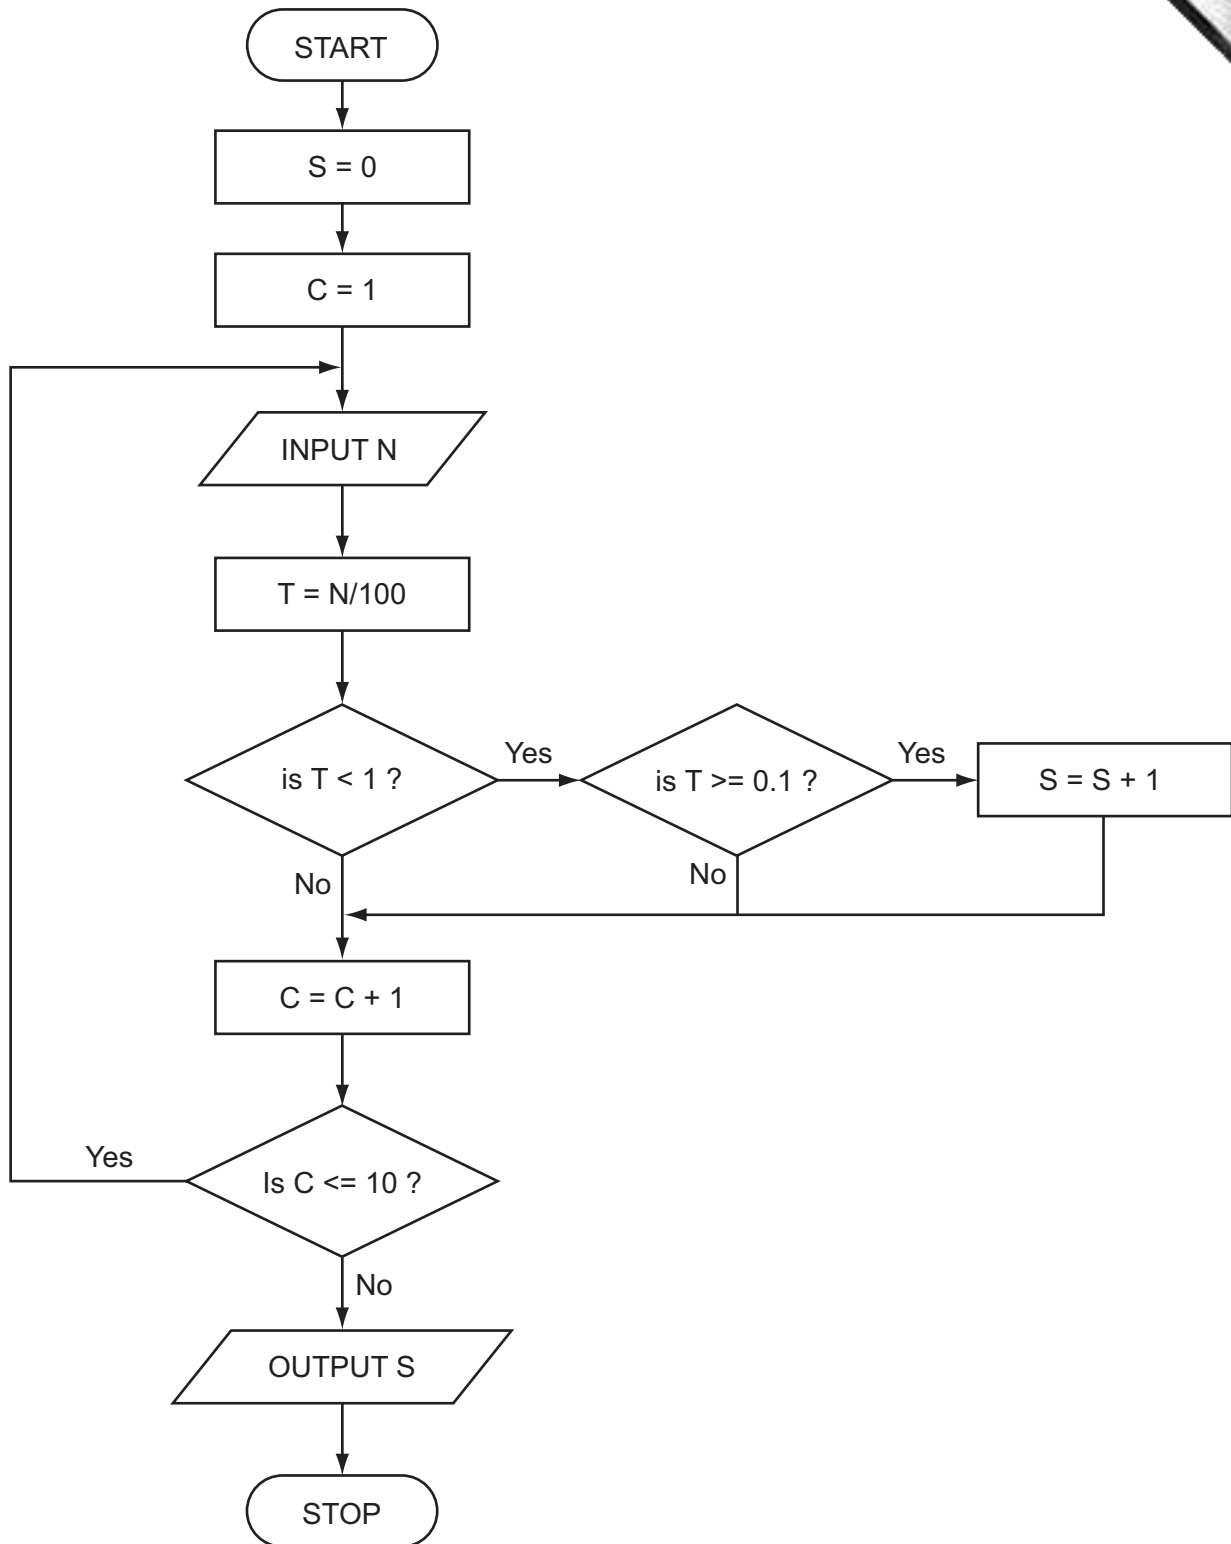 START
S = 0
C = 1
INPUT N
T = N/100
is T < 1 ?
Yes
is T >= 0.1 ?
Yes
S = S + 1
No
No
C = C + 1
Is C <= 10 ?
Yes
No
OUTPUT S
STOP